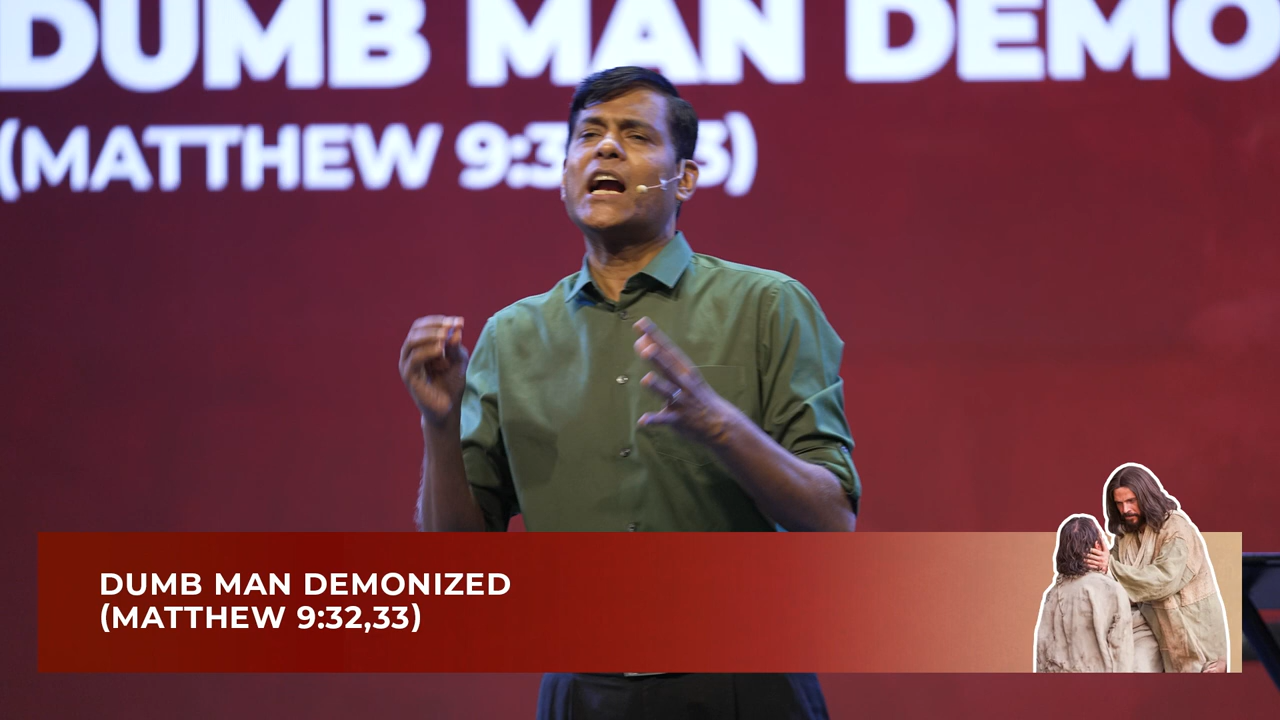 DUMB MAN DEMO
(MATTHEW 9:3 3)
DUMB MAN DEMONIZED
(MATTHEW 9:32,33)